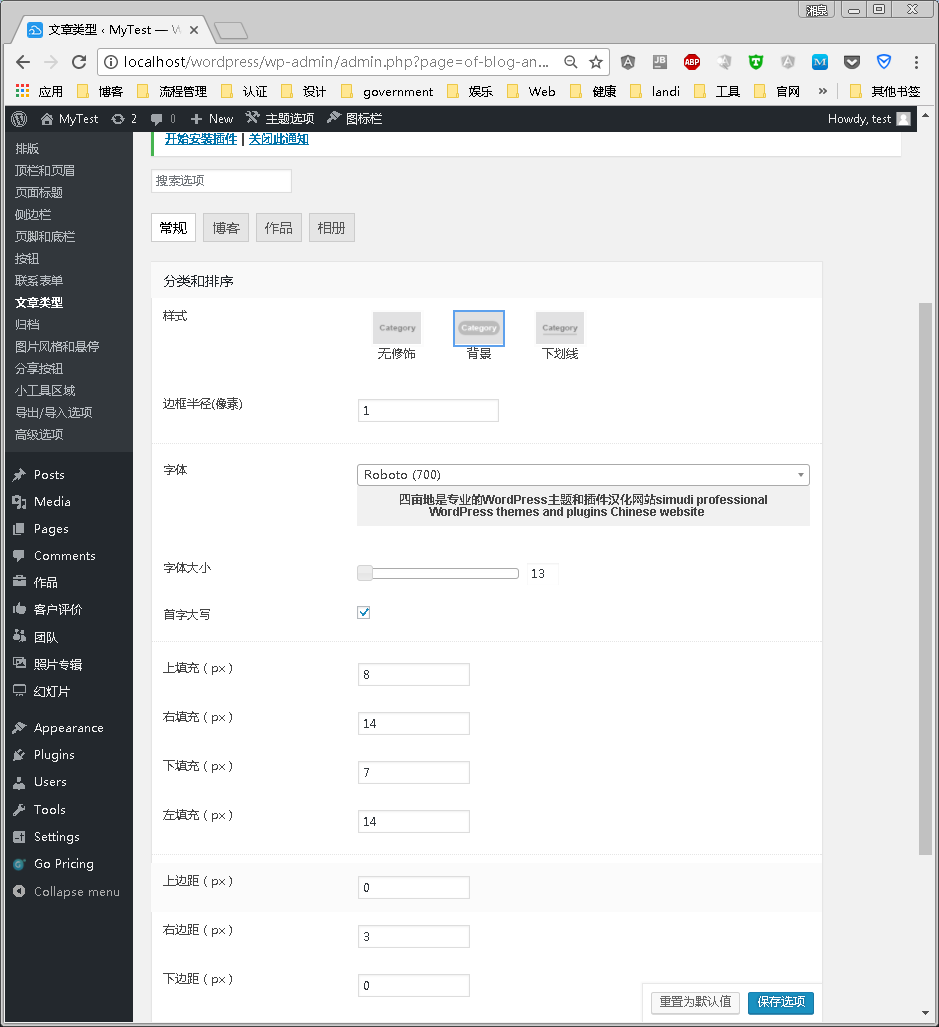 湘泉
文章类型 ‹ MyTest — W
localhost/wordpress/wp-admin/admin.php?page=of-blog-an...
应用 博客 流程管理 认证 设计 government 娱乐 Web 健康 landi 工具 官网 » 其他书签
MyTest 2 0 New 主题选项 图标栏 Howdy, test
开始安装插件 | 关闭此通知
搜索选项
常规 博客 作品 相册
排版
顶栏和页眉
页面标题
侧边栏
页脚和底栏
按钮
联系表单
文章类型
归档
图片风格和悬停
分享按钮
小工具区域
导出/导入选项
高级选项
Posts
Media
Pages
Comments
作品
客户评价
团队
照片专辑
幻灯片
Appearance
Plugins
Users
Tools
Settings
Go Pricing
Collapse menu
分类和排序
样式
Category Category Category
无修饰 背景 下划线
边框半径(像素) 1
字体 Roboto (700)
四亩地是专业的WordPress主题和插件汉化网站simudi professional
WordPress themes and plugins Chinese website
字体大小 13
首字大写
上填充 ( px ) 8
右填充 ( px ) 14
下填充 ( px ) 7
左填充 ( px ) 14
上边距 ( px ) 0
右边距 ( px ) 3
下边距 ( px ) 0
重置为默认值 保存选项